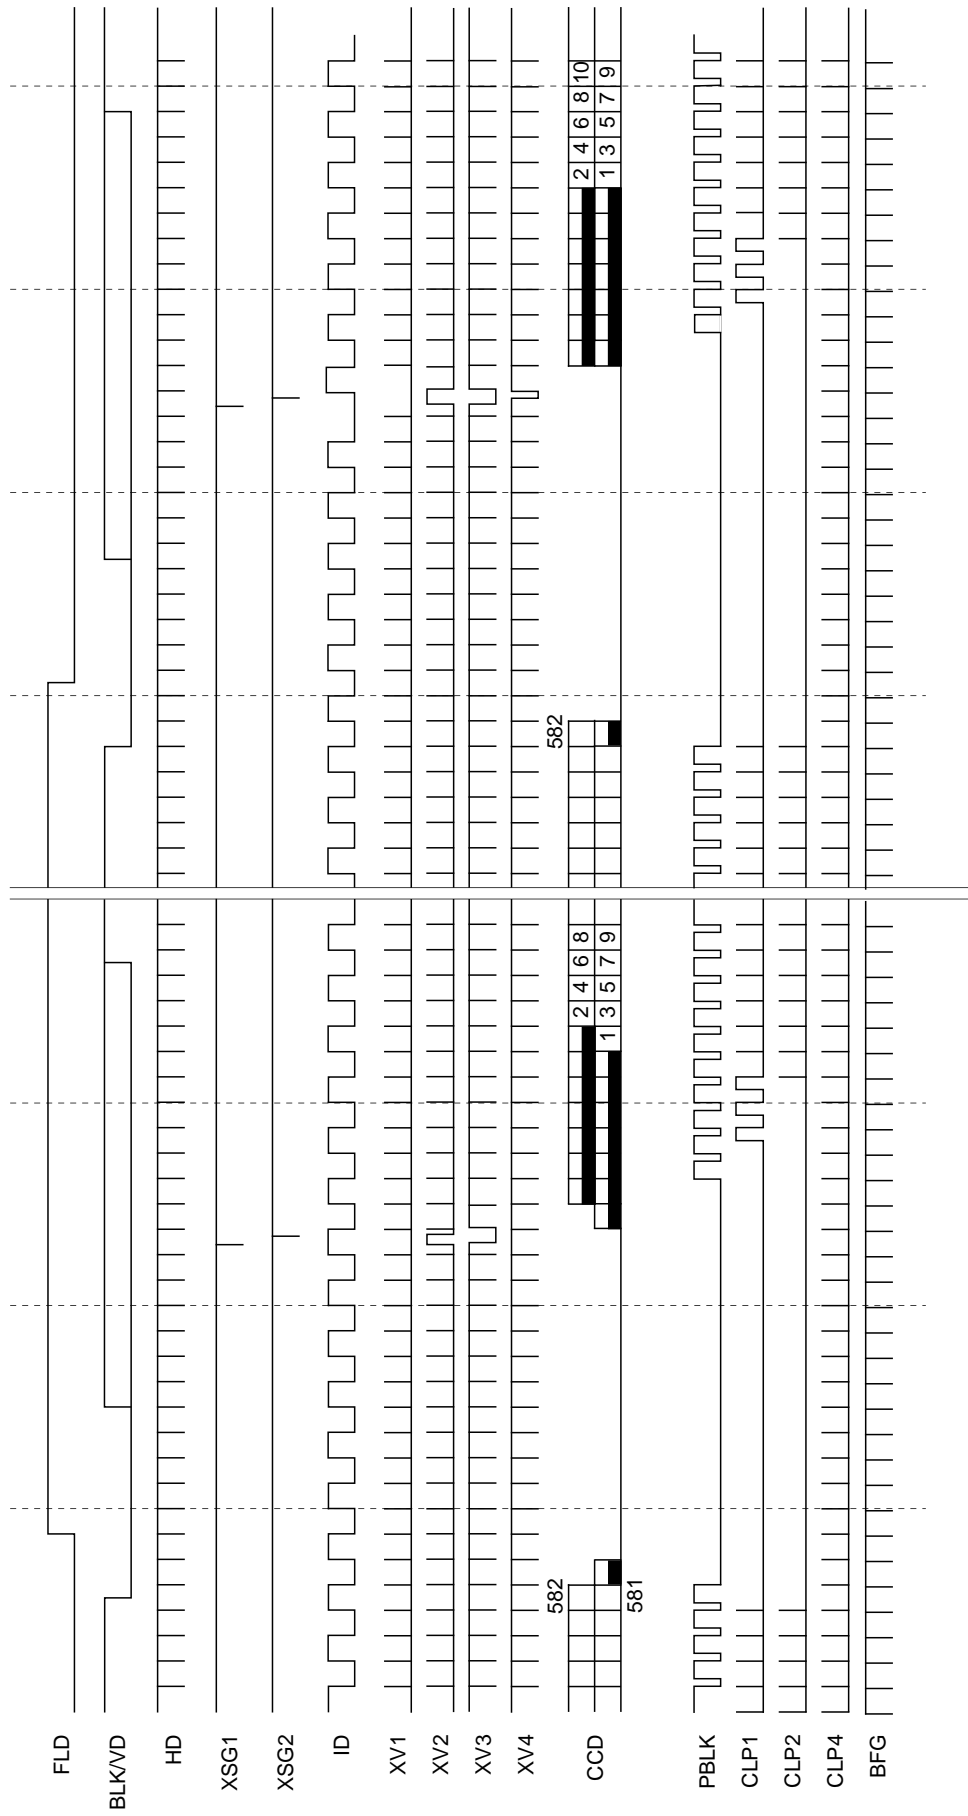 FLD
BLK/VD
HD
XSG1
XSG2
ID
XV1
XV2
XV3
XV4
582 582
2 4 6 8 2 4 6 8 10
CCD
1 3 5 7 9 1 3 5 7 9
581
PBLK
CLP1
CLP2
CLP4
BFG